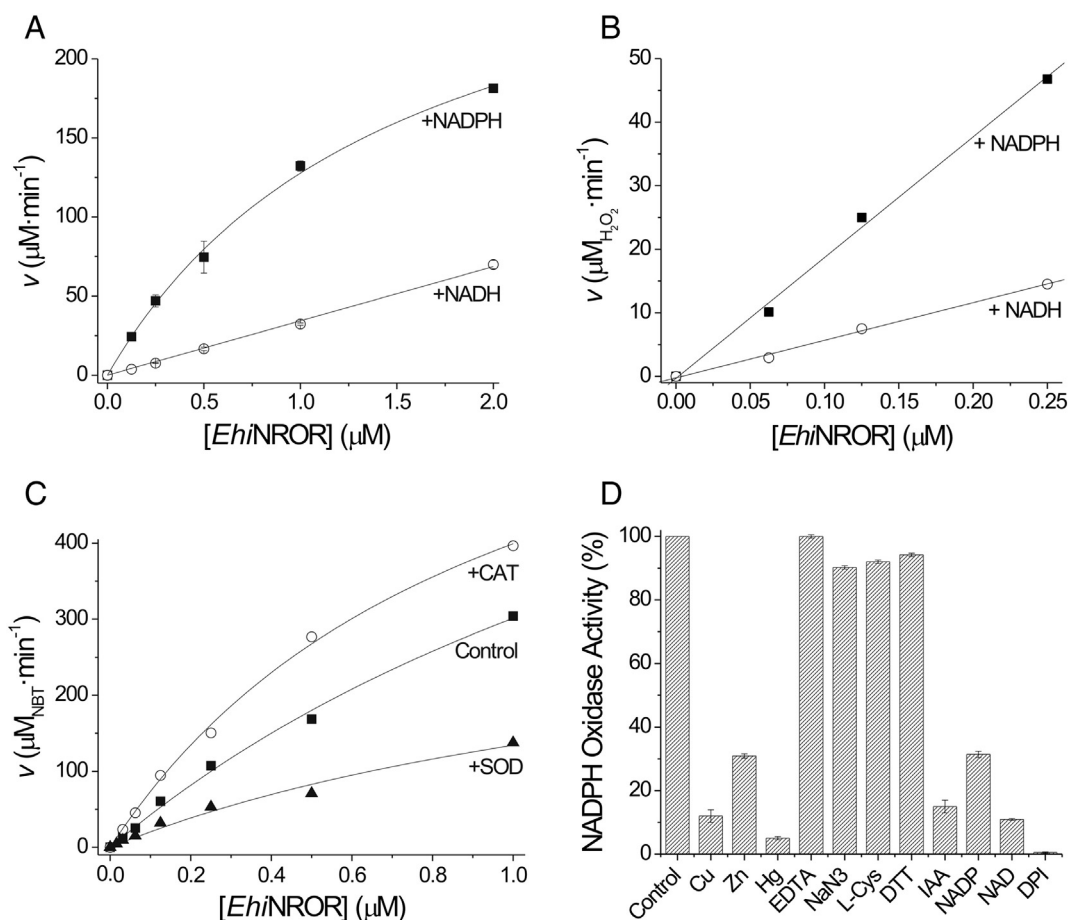 A
200
150
100
50
0
v (μM·min⁻¹)
+NADPH
+NADH
0.0 0.5 1.0 1.5 2.0
[EhiNROR] (μM)
B
50
40
30
20
10
0
v (μM_H₂O₂·min⁻¹)
+ NADPH
+ NADH
0.00 0.05 0.10 0.15 0.20 0.25
[EhiNROR] (μM)
C
400
300
200
100
0
v (μM_NBT·min⁻¹)
+CAT
Control
+SOD
0.0 0.2 0.4 0.6 0.8 1.0
[EhiNROR] (μM)
D
100
80
60
40
20
0
NADPH Oxidase Activity (%)
Control
Cu
Zn
Hg
EDTA
NaN3
L-Cys
DTT
IAA
NADP
NAD
DPI